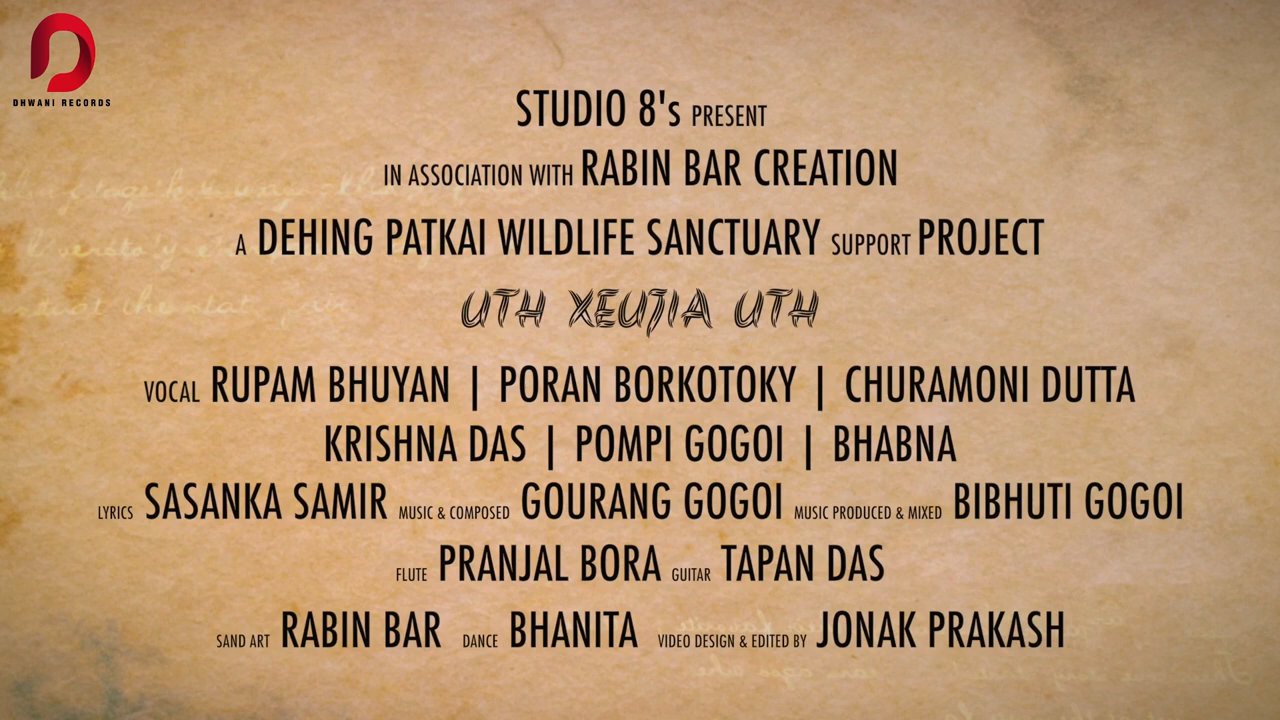 DHWANI RECORDS
STUDIO 8's PRESENT
IN ASSOCIATION WITH RABIN BAR CREATION
A DEHING PATKAI WILDLIFE SANCTUARY SUPPORT PROJECT
UTH XEUJIA UTH
VOCAL RUPAM BHUYAN | PORAN BORKOTOKY | CHURAMONI DUTTA
KRISHNA DAS | POMPI GOGOI | BHABNA
LYRICS SASANKA SAMIR MUSIC & COMPOSED GOURANG GOGOI MUSIC PRODUCED & MIXED BIBHUTI GOGOI
FLUTE PRANJAL BORA GUITAR TAPAN DAS
SAND ART RABIN BAR DANCE BHANITA VIDEO DESIGN & EDITED BY JONAK PRAKASH